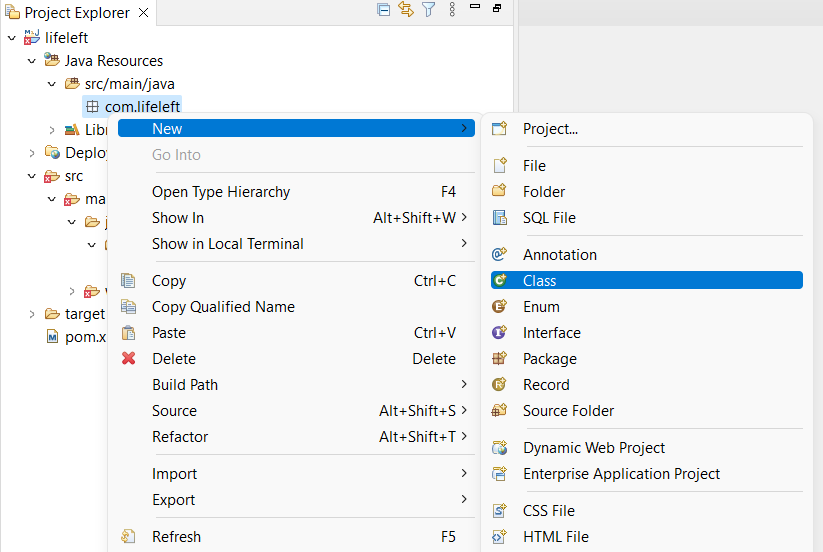 Project Explorer
lifeleft
Java Resources
src/main/java
com.lifeleft
Libr
Deploy
src
ma
j
target
pom.x
New
Go Into
Open Type Hierarchy F4
Show In Alt+Shift+W
Show in Local Terminal
Copy Ctrl+C
Copy Qualified Name
Paste Ctrl+V
Delete Delete
Build Path
Source Alt+Shift+S
Refactor Alt+Shift+T
Import
Export
Refresh F5
Project...
File
Folder
SQL File
Annotation
Class
Enum
Interface
Package
Record
Source Folder
Dynamic Web Project
Enterprise Application Project
CSS File
HTML File